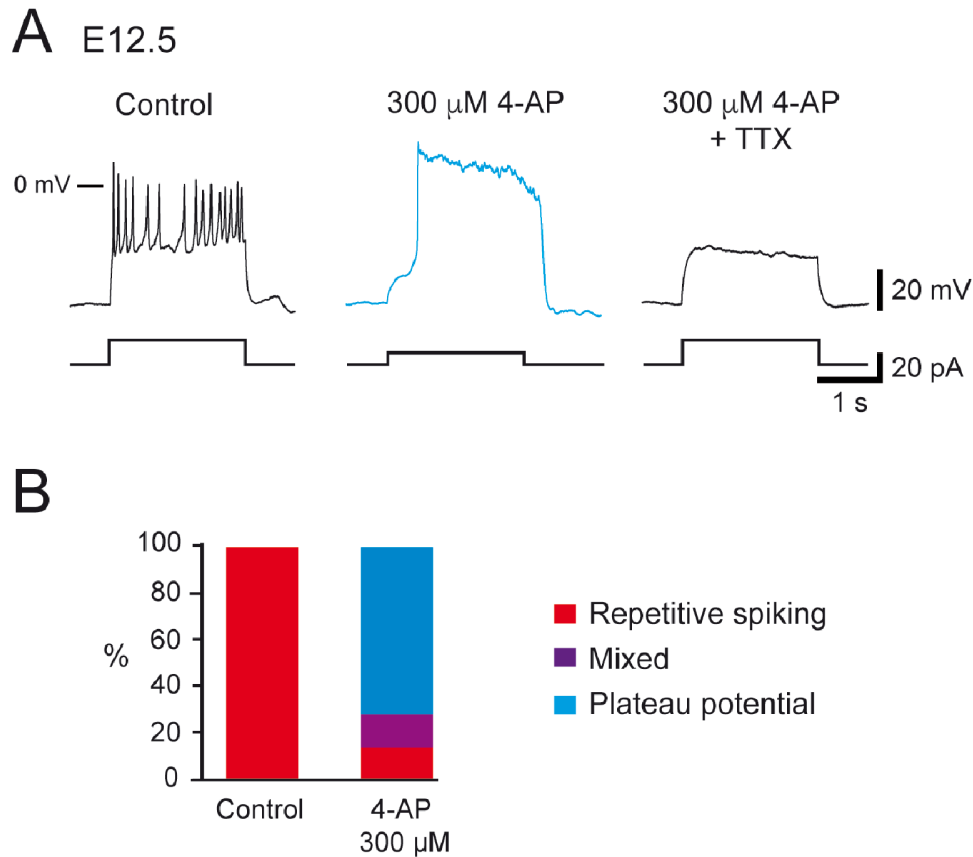 A E12.5
Control
300 µM 4-AP
300 µM 4-AP
+ TTX
0 mV
20 mV
20 pA
1 s
B
100
80
60
40
20
0
%
Control
4-AP
300 µM
Repetitive spiking
Mixed
Plateau potential